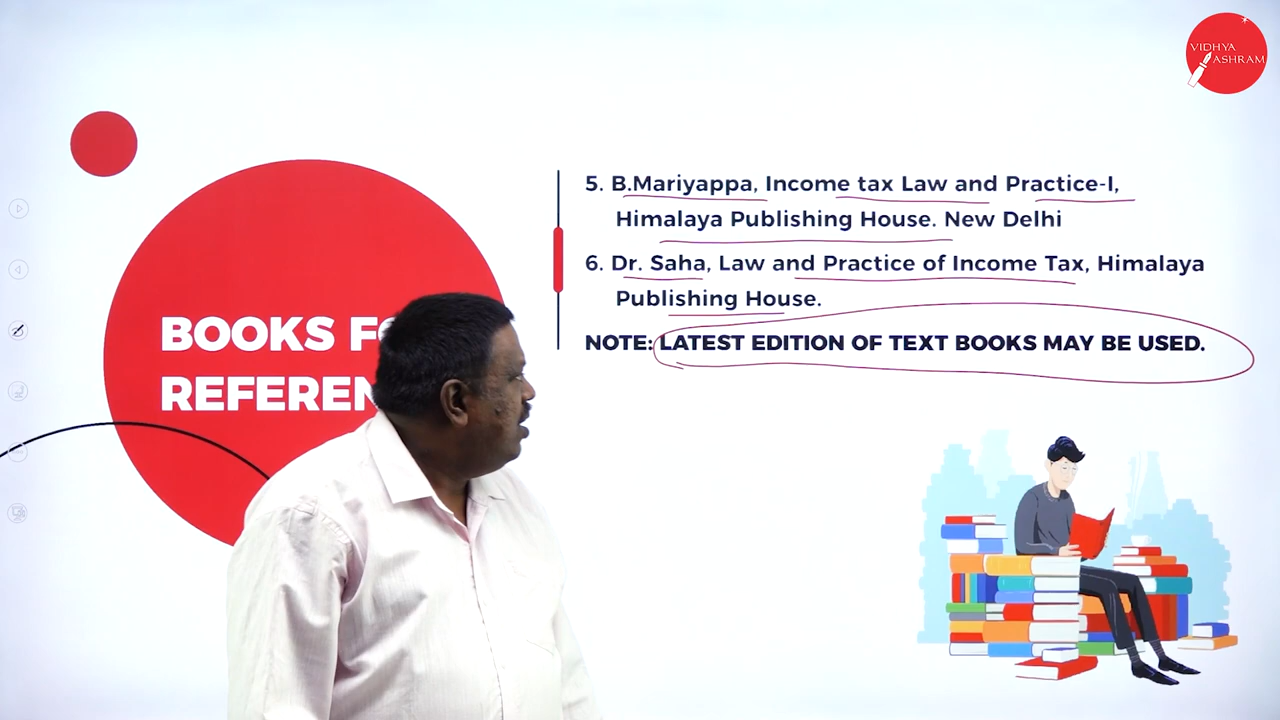 VIDHYA
ASHRAM
5. B.Mariyappa, Income tax Law and Practice-I,
Himalaya Publishing House. New Delhi
6. Dr. Saha, Law and Practice of Income Tax, Himalaya
Publishing House.
NOTE: LATEST EDITION OF TEXT BOOKS MAY BE USED.
BOOKS